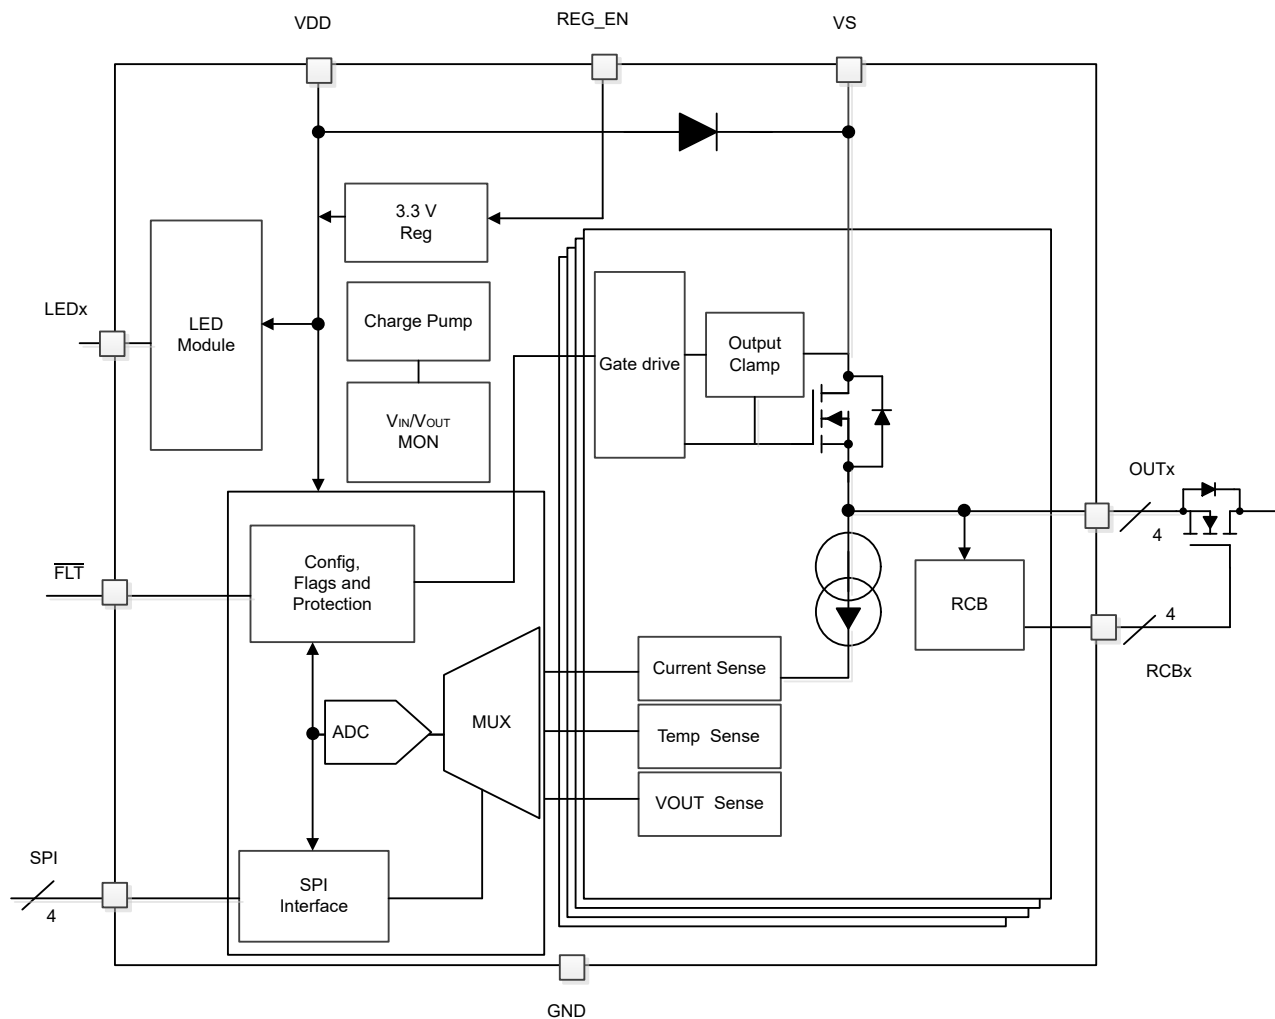 VDD
REG_EN
VS
3.3 V
Reg
LEDx
LED
Module
Charge Pump
VIN/VOUT
MON
Gate drive
Output
Clamp
OUTx
4
FLT
Config,
Flags and
Protection
RCB
4
RCBx
Current Sense
MUX
ADC
Temp Sense
VOUT Sense
SPI
4
SPI
Interface
GND